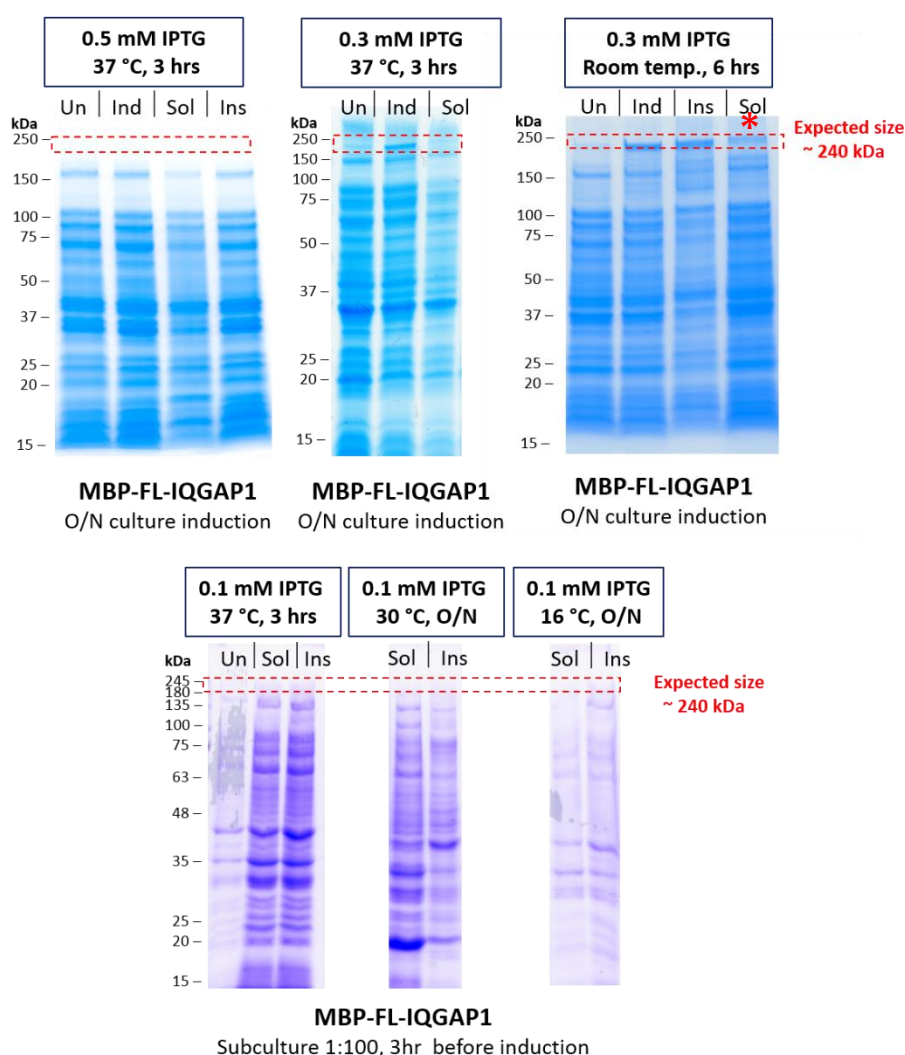 0.5 mM IPTG
37 °C, 3 hrs
Un | Ind | Sol | Ins
kDa
250
150
100
75
50
37
25
20
15
MBP-FL-IQGAP1
O/N culture induction
0.3 mM IPTG
37 °C, 3 hrs
Un | Ind | Sol
kDa
250
150
100
75
50
37
25
20
15
MBP-FL-IQGAP1
O/N culture induction
0.3 mM IPTG
Room temp., 6 hrs
Un | Ind | Ins | Sol
*
kDa
250
150
100
75
50
37
25
20
15
Expected size
~ 240 kDa
MBP-FL-IQGAP1
O/N culture induction
0.1 mM IPTG
37 °C, 3 hrs
Un | Sol | Ins
0.1 mM IPTG
30 °C, O/N
Sol | Ins
0.1 mM IPTG
16 °C, O/N
Sol | Ins
kDa
245
180
135
100
75
63
48
35
25
20
15
Expected size
~ 240 kDa
MBP-FL-IQGAP1
Subculture 1:100, 3hr before induction